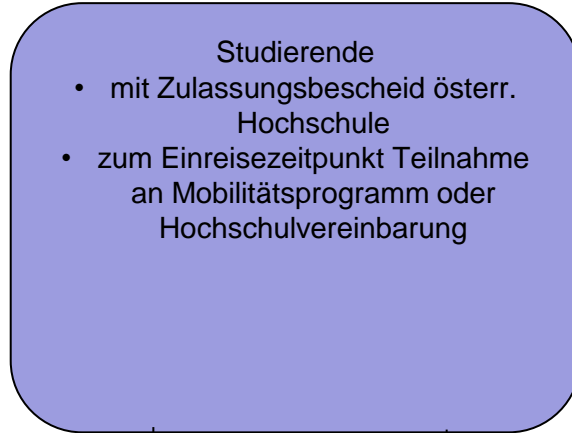 Studierende
• mit Zulassungsbescheid österr.
Hochschule
• zum Einreisezeitpunkt Teilnahme
an Mobilitätsprogramm oder
Hochschulvereinbarung